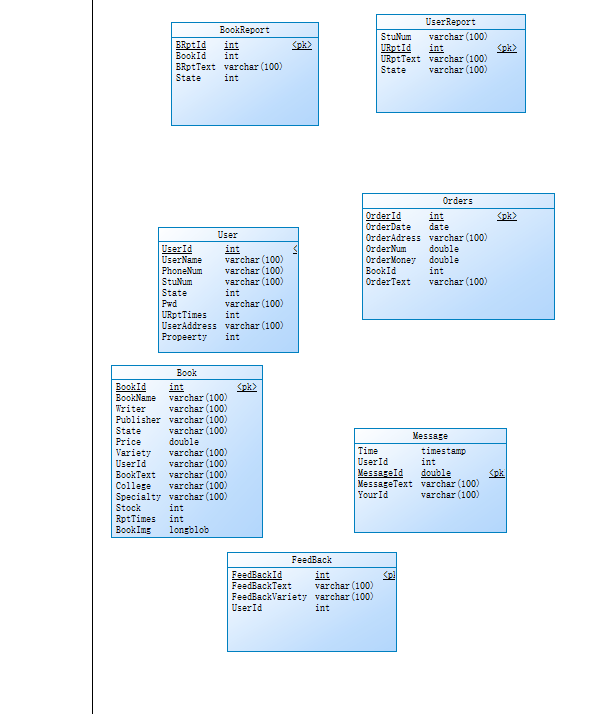 BookReport
BRptId int <pk>
BookId int
BRptText varchar(100)
State int
UserReport
StuNum varchar(100)
URptId int <pk>
URptText varchar(100)
State varchar(100)
Orders
OrderId int <pk>
OrderDate date
OrderAdress varchar(100)
OrderNum double
OrderMoney double
BookId int
OrderText varchar(100)
User
UserId int <
UserName varchar(100)
PhoneNum varchar(100)
StuNum varchar(100)
State int
Pwd varchar(100)
URptTimes int
UserAddress varchar(100)
Propeerty int
Book
BookId int <pk>
BookName varchar(100)
Writer varchar(100)
Publisher varchar(100)
State varchar(100)
Price double
Variety varchar(100)
UserId varchar(100)
BookText varchar(100)
College varchar(100)
Specialty varchar(100)
Stock int
RptTimes int
BookImg longblob
Message
Time timestamp
UserId int
MessageId double <pk
MessageText varchar(100)
YourId varchar(100)
FeedBack
FeedBackId int <pk
FeedBackText varchar(100)
FeedBackVariety varchar(100)
UserId int